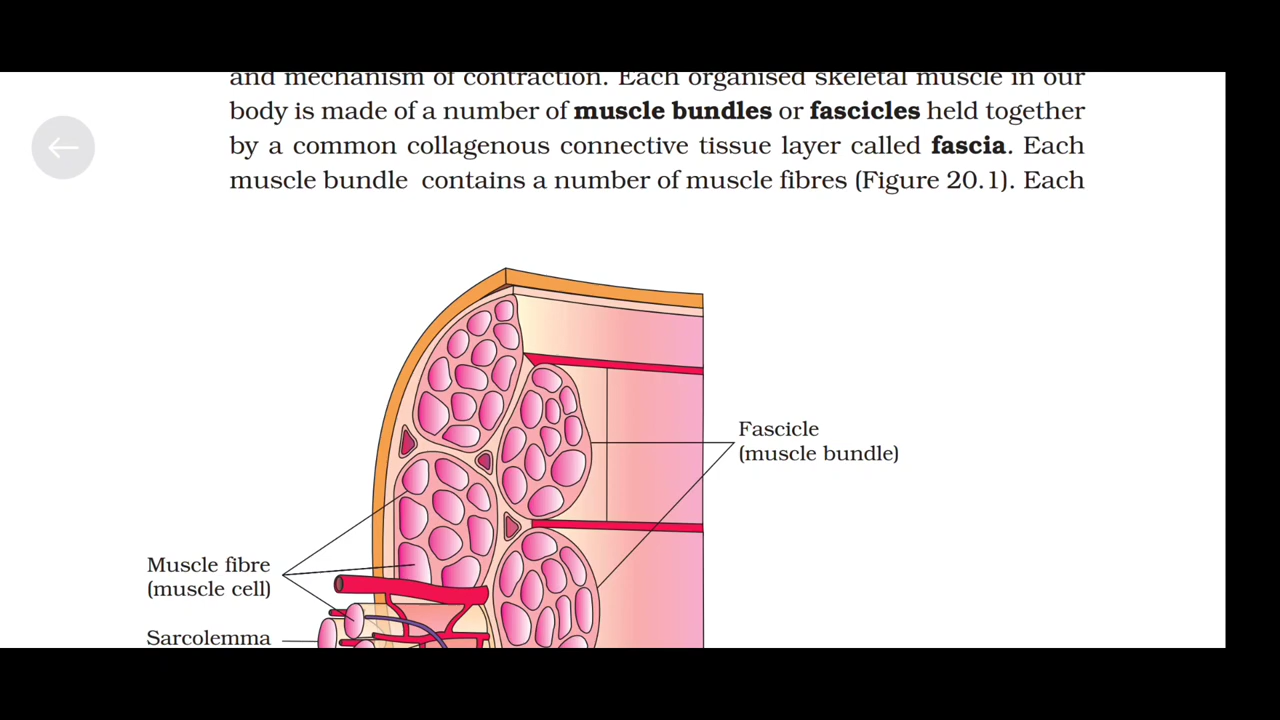 and mechanism of contraction. Each organised skeletal muscle in our
body is made of a number of muscle bundles or fascicles held together
by a common collagenous connective tissue layer called fascia. Each
muscle bundle contains a number of muscle fibres (Figure 20.1). Each
Fascicle
(muscle bundle)
Muscle fibre
(muscle cell)
Sarcolemma